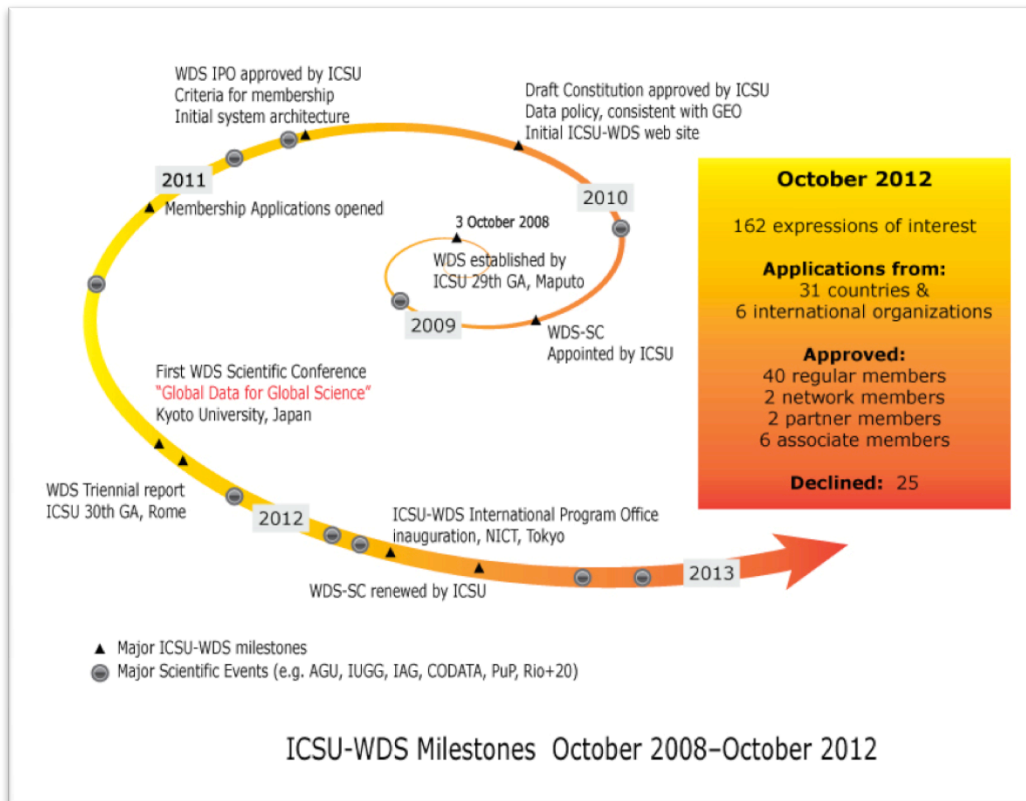 WDS IPO approved by ICSU
Criteria for membership
Initial system architecture
Draft Constitution approved by ICSU
Data policy, consistent with GEO
Initial ICSU-WDS web site
2011
Membership Applications opened
2010
3 October 2008
WDS established by
ICSU 29th GA, Maputo
2009
WDS-SC
Appointed by ICSU
First WDS Scientific Conference
"Global Data for Global Science"
Kyoto University, Japan
WDS Triennial report
ICSU 30th GA, Rome
2012
ICSU-WDS International Program Office
inauguration, NICT, Tokyo
WDS-SC renewed by ICSU
2013
October 2012
162 expressions of interest
Applications from:
31 countries &
6 international organizations
Approved:
40 regular members
2 network members
2 partner members
6 associate members
Declined: 25
Major ICSU-WDS milestones
Major Scientific Events (e.g. AGU, IUGG, IAG, CODATA, PuP, Rio+20)
ICSU-WDS Milestones October 2008–October 2012